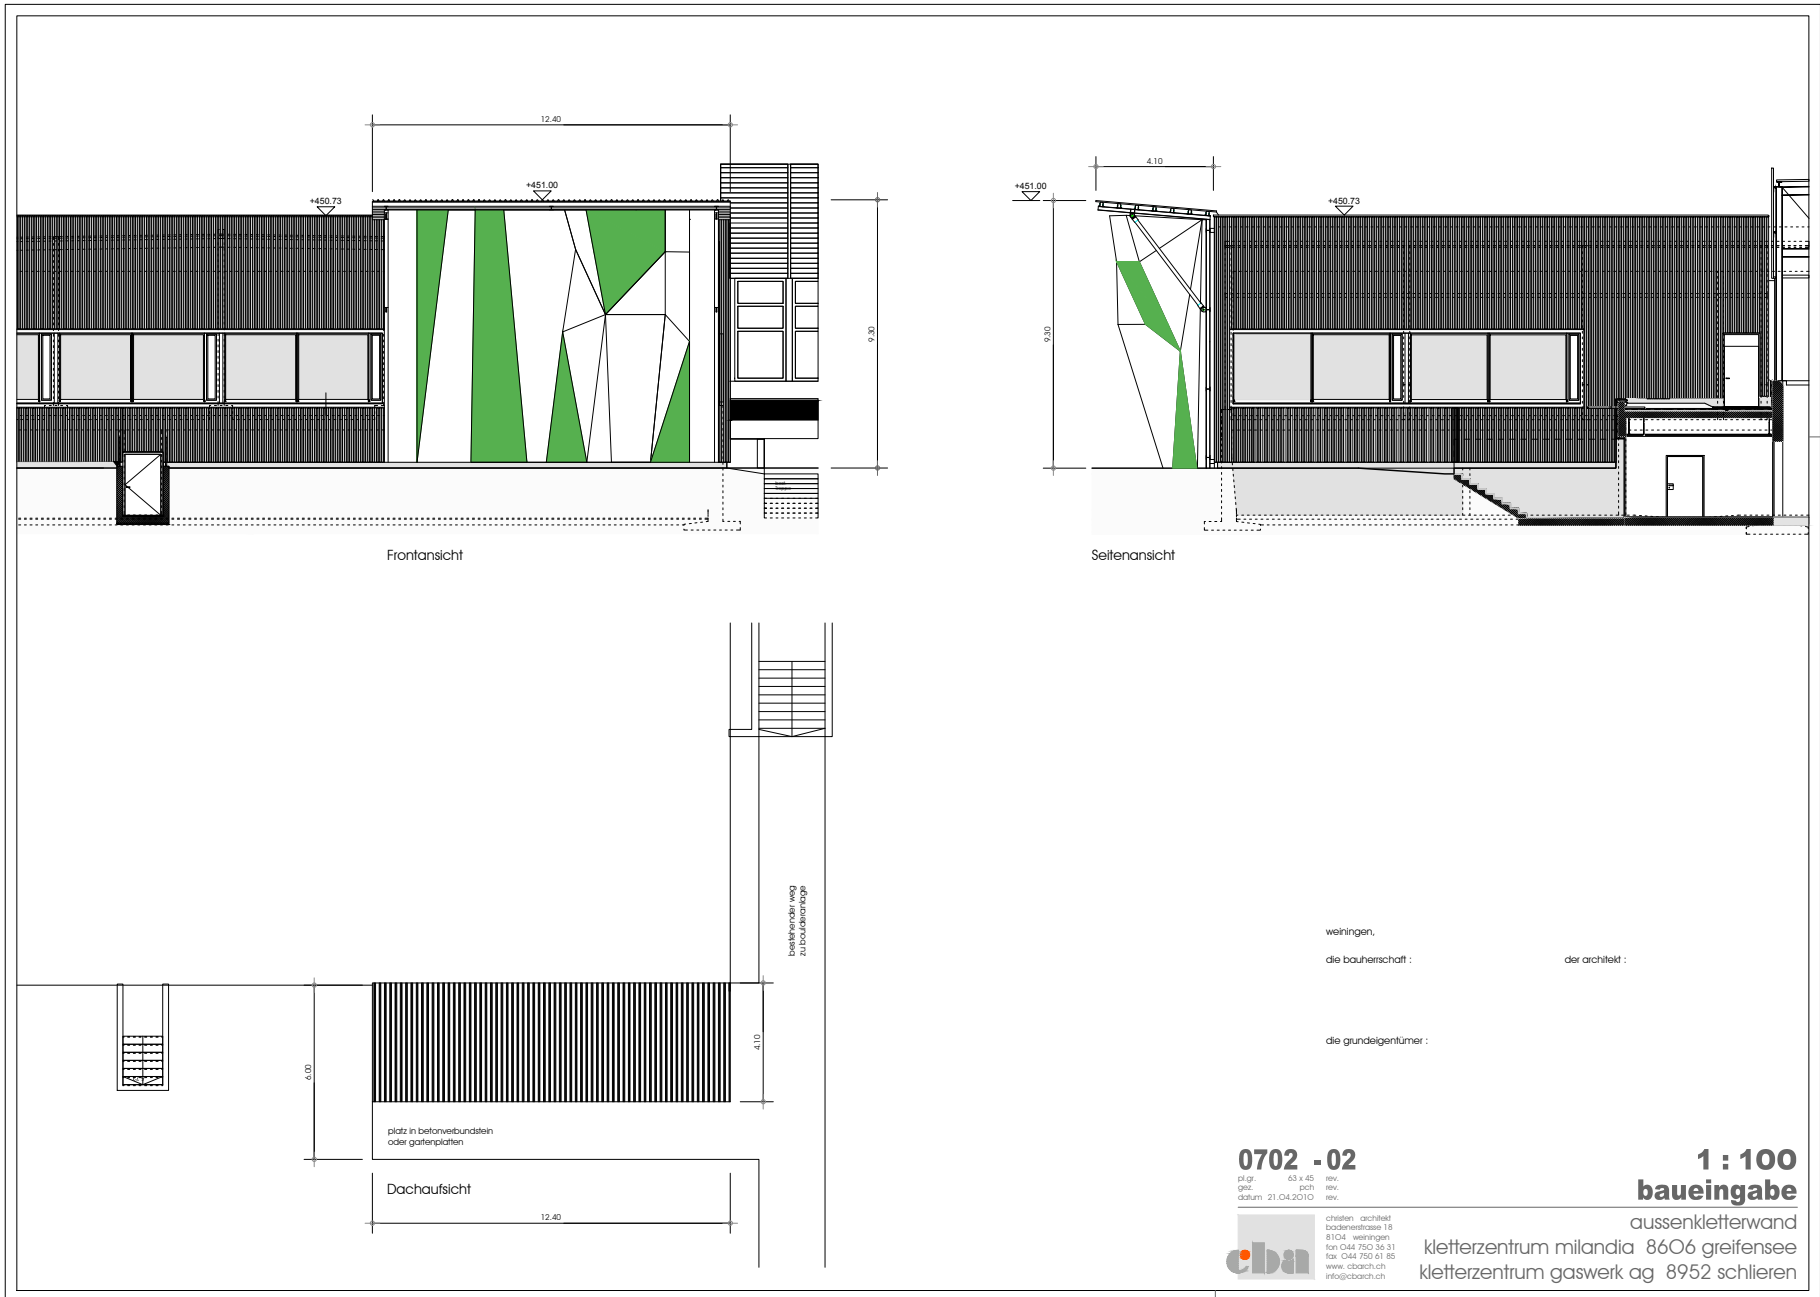 12.40
+451.00
+450.73
9.30
Frontansicht
4.10
+451.00
+450.73
9.30
Seitenansicht
bestehender weg
zu boulderanlage
6.00
4.10
platz in betonverbundstein
oder gartenplatten
Dachaufsicht
12.40
weiningen,
die bauherrschaft :
der architekt :
die grundeigentümer :
0702 - 02
pl.gr. 63 x 45 rev.
gez. pch rev.
datum 21.04.2010 rev.
1 : 100
baueingabe
cba
christen architekt
badenerstrasse 18
8104 weiningen
fon 044 750 36 31
fax 044 750 61 85
www. cbarch.ch
info@cbarch.ch
aussenkletterwand
kletterzentrum milandia 8606 greifensee
kletterzentrum gaswerk ag 8952 schlieren